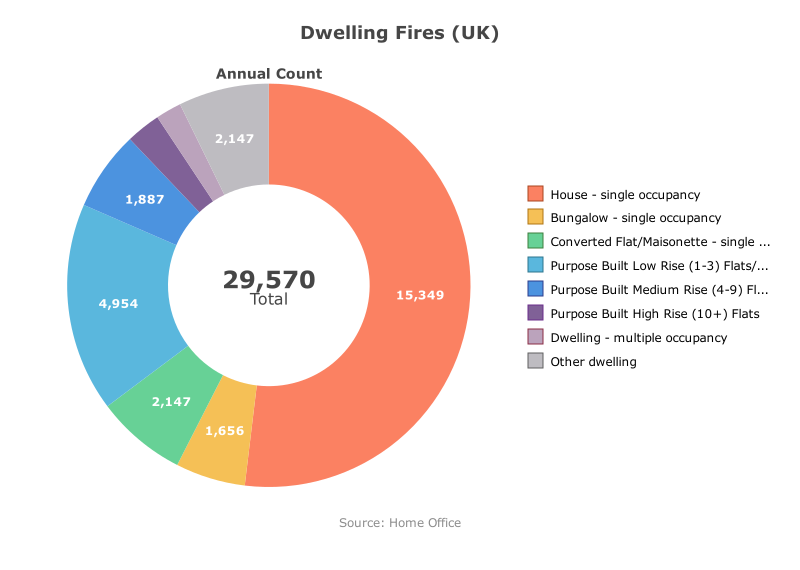 Dwelling Fires (UK)
Annual Count
2,147
1,887
15,349
4,954
2,147
1,656
29,570
Total
House - single occupancy
Bungalow - single occupancy
Converted Flat/Maisonette - single ...
Purpose Built Low Rise (1-3) Flats/...
Purpose Built Medium Rise (4-9) Fl...
Purpose Built High Rise (10+) Flats
Dwelling - multiple occupancy
Other dwelling
Source: Home Office